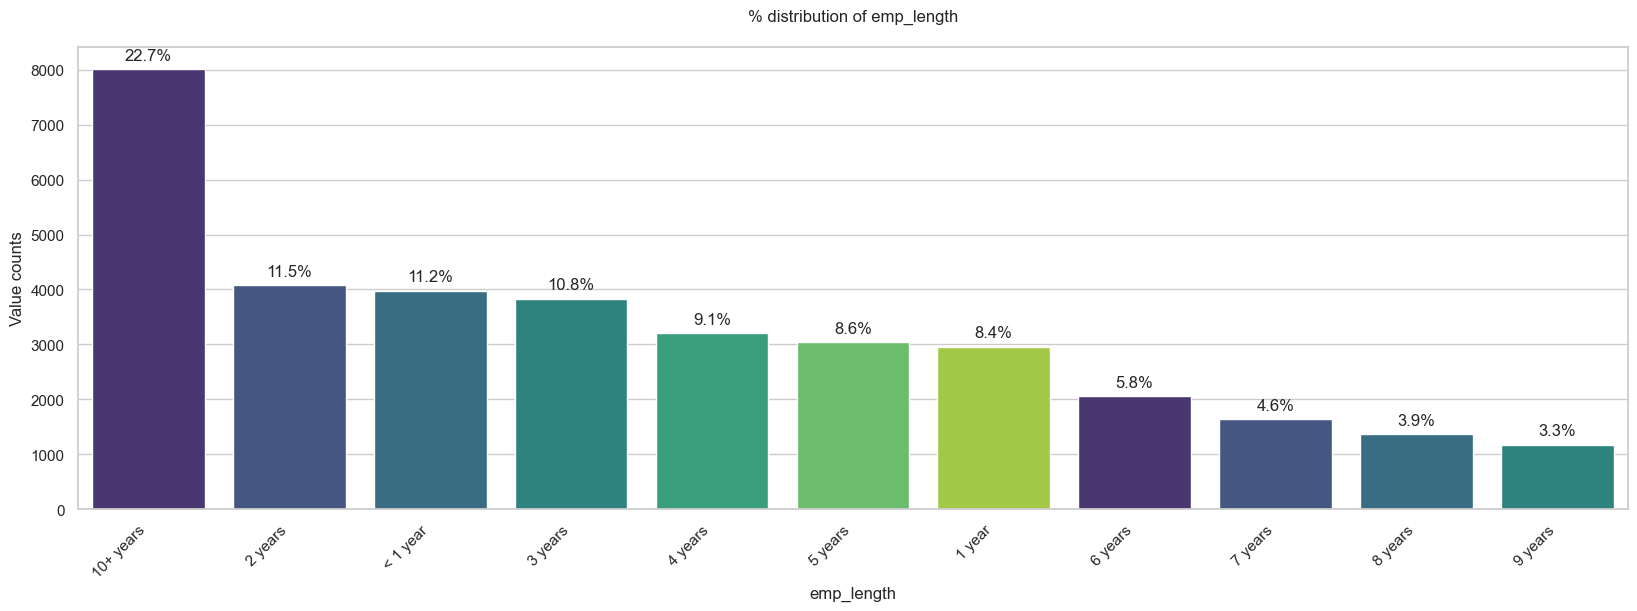 % distribution of emp_length
Value counts
8000
7000
6000
5000
4000
3000
2000
1000
0
22.7%
11.5%
11.2%
10.8%
9.1%
8.6%
8.4%
5.8%
4.6%
3.9%
3.3%
10+ years
2 years
< 1 year
3 years
4 years
5 years
1 year
6 years
7 years
8 years
9 years
emp_length